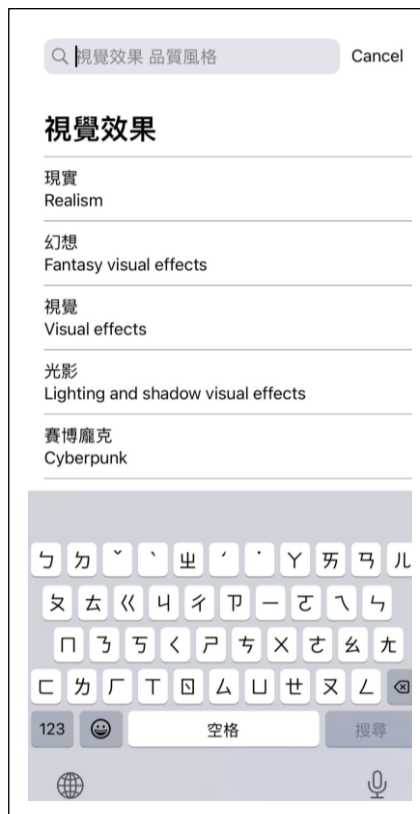 視覺效果 品質風格 Cancel
視覺效果
現實
Realism
幻想
Fantasy visual effects
視覺
Visual effects
光影
Lighting and shadow visual effects
賽博龐克
Cyberpunk
ㄅ ㄉ ˇ ˋ ㄓ ˊ ˙ ㄚ ㄞ ㄢ ㄦ
ㄆ ㄊ ㄍ ㄐ ㄔ ㄗ ㄧ ㄛ ㄟ ㄣ
ㄇ ㄋ ㄎ ㄑ ㄕ ㄘ ㄨ ㄜ ㄠ ㄤ
ㄈ ㄌ ㄏ ㄒ ㄖ ㄙ ㄩ ㄝ ㄡ ㄥ
123 空格 搜尋